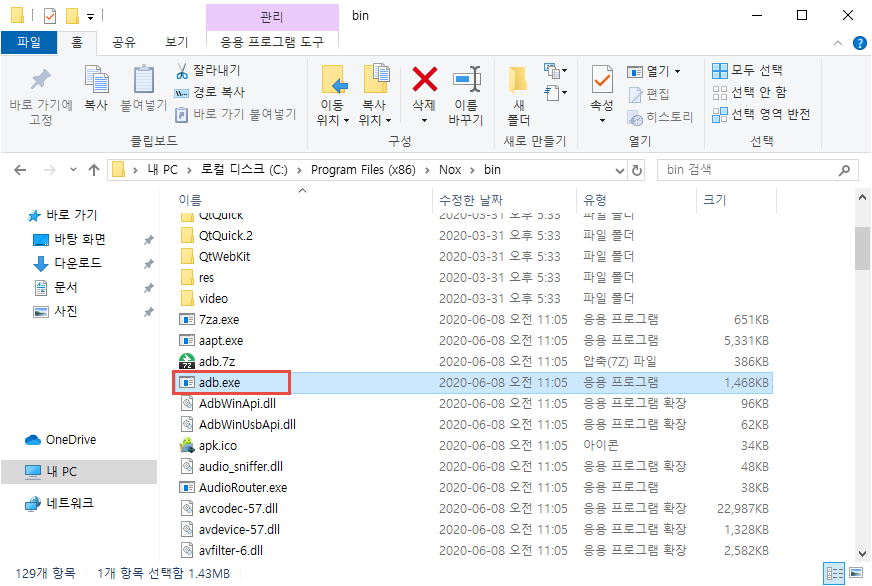 관리
bin
파일 홈 공유 보기 응용 프로그램 도구
바로 가기에 고정
복사
붙여넣기
잘라내기
경로 복사
바로 가기 붙여넣기
클립보드
이동 위치
복사 위치
삭제
이름 바꾸기
구성
새 폴더
새로 만들기
속성
열기
편집
히스토리
열기
모두 선택
선택 안 함
선택 영역 반전
선택
내 PC > 로컬 디스크 (C:) > Program Files (x86) > Nox > bin
bin 검색
바로 가기
바탕 화면
다운로드
문서
사진
OneDrive
내 PC
네트워크
이름 수정한 날짜 유형 크기
QtQuick 2020-03-31 오후 5:33 파일 폴더
QtQuick.2 2020-03-31 오후 5:33 파일 폴더
QtWebKit 2020-03-31 오후 5:33 파일 폴더
res 2020-03-31 오후 5:33 파일 폴더
video 2020-03-31 오후 5:33 파일 폴더
7za.exe 2020-06-08 오전 11:05 응용 프로그램 651KB
aapt.exe 2020-06-08 오전 11:05 응용 프로그램 5,331KB
adb.7z 2020-06-08 오전 11:05 압축(7Z) 파일 386KB
adb.exe 2020-06-08 오전 11:05 응용 프로그램 1,468KB
AdbWinApi.dll 2020-06-08 오전 11:05 응용 프로그램 확장 96KB
AdbWinUsbApi.dll 2020-06-08 오전 11:05 응용 프로그램 확장 62KB
apk.ico 2020-06-08 오전 11:05 아이콘 34KB
audio_sniffer.dll 2020-06-08 오전 11:05 응용 프로그램 확장 48KB
AudioRouter.exe 2020-06-08 오전 11:05 응용 프로그램 38KB
avcodec-57.dll 2020-06-08 오전 11:05 응용 프로그램 확장 22,987KB
avdevice-57.dll 2020-06-08 오전 11:05 응용 프로그램 확장 1,328KB
avfilter-6.dll 2020-06-08 오전 11:05 응용 프로그램 확장 2,582KB
129개 항목 1개 항목 선택함 1.43MB